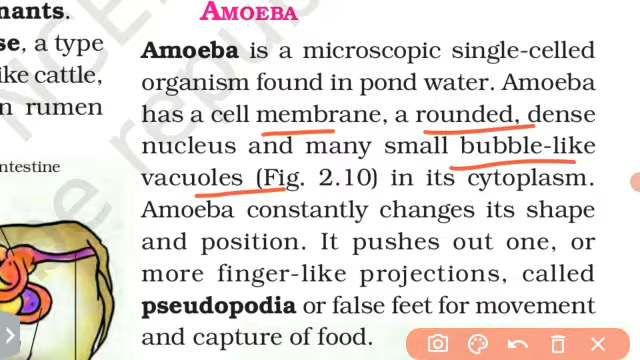 nants.
se, a type
ike cattle,
n rumen
ntestine
AMOEBA
Amoeba is a microscopic single-celled
organism found in pond water. Amoeba
has a cell membrane, a rounded, dense
nucleus and many small bubble-like
vacuoles (Fig. 2.10) in its cytoplasm.
Amoeba constantly changes its shape
and position. It pushes out one, or
more finger-like projections, called
pseudopodia or false feet for movement
and capture of food.